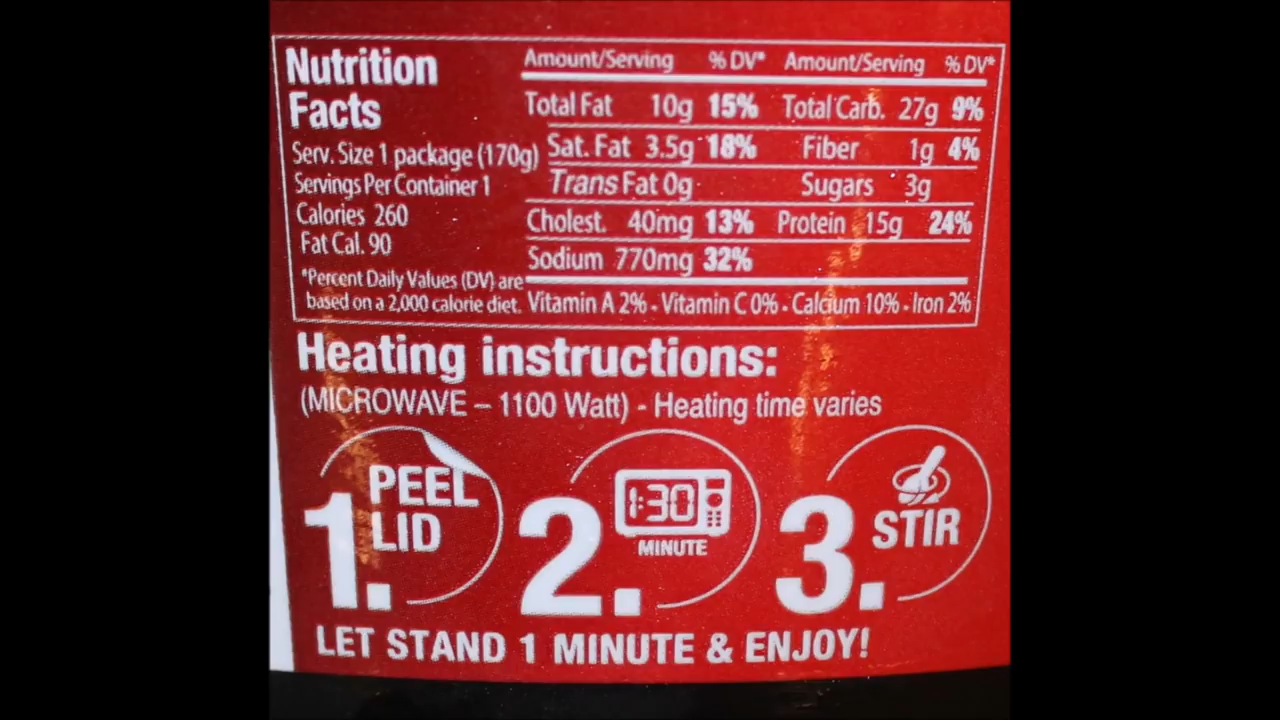 Nutrition
Facts
Serv. Size 1 package (170g)
Servings Per Container 1
Calories 260
Fat Cal. 90
*Percent Daily Values (DV) are
based on a 2,000 calorie diet.
Amount/Serving % DV* Amount/Serving % DV*
Total Fat 10g 15% Total Carb. 27g 9%
Sat. Fat 3.5g 18% Fiber 1g 4%
Trans Fat 0g Sugars 3g
Cholest. 40mg 13% Protein 15g 24%
Sodium 770mg 32%
Vitamin A 2% • Vitamin C 0% • Calcium 10% • Iron 2%
Heating instructions:
(MICROWAVE – 1100 Watt) - Heating time varies
1. PEEL
LID
2. 1:30
MINUTE
3. STIR
LET STAND 1 MINUTE & ENJOY!